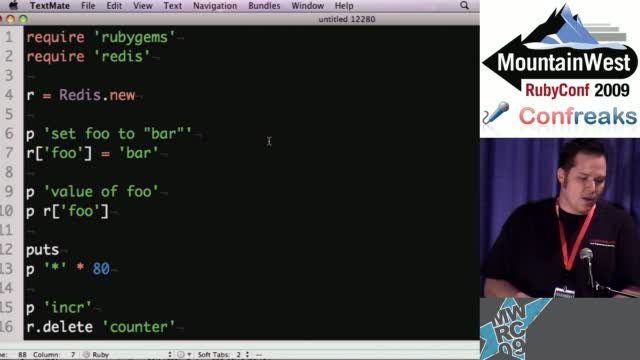 TextMate File Edit View Text Navigation Bundles Window Help
untitled 12280
1 require 'rubygems'
2 require 'redis'
3
4 r = Redis.new
5
6 p 'set foo to "bar"'
7 r['foo'] = 'bar'
8
9 p 'value of foo'
10 p r['foo']
11
12 puts
13 p '*' * 80
14
15 p 'incr'
16 r.delete 'counter'
Line: 88 Column: 7 Ruby Soft Tabs: 2
MountainWest
RubyConf 2009
Confreaks
MW
RC
09